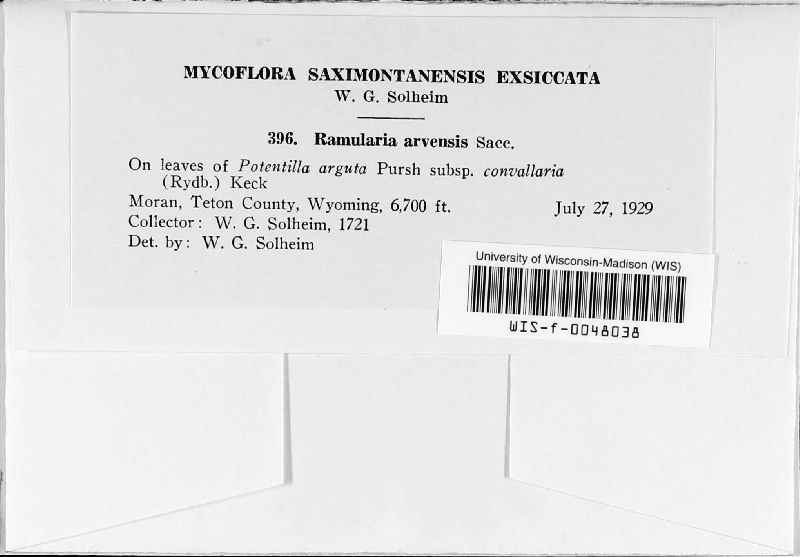 MYCOFLORA SAXIMONTANENSIS EXSICCATA
W. G. Solheim
396. Ramularia arvensis Sacc.
On leaves of Potentilla arguta Pursh subsp. convallaria
(Rydb.) Keck
Moran, Teton County, Wyoming, 6,700 ft. July 27, 1929
Collector: W. G. Solheim, 1721
Det. by: W. G. Solheim
University of Wisconsin-Madison (WIS)
WIS-f-0048038